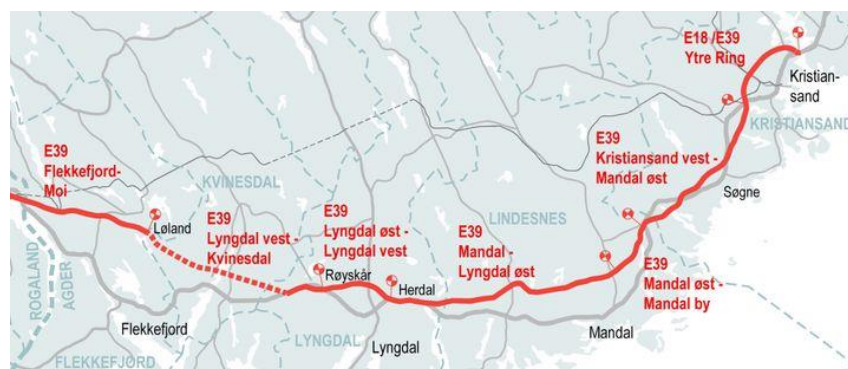 E18 /E39
Ytre Ring
Kristian-
sand
KRISTIANSAND
E39
Kristiansand vest -
Mandal øst
Søgne
E39
Flekkefjord-
Moi
KVINESDAL
Løland
E39
Lyngdal vest -
Kvinesdal
E39
Lyngdal øst -
Lyngdal vest
Røyskår
Herdal
LINDESNES
E39
Mandal -
Lyngdal øst
E39
Mandal øst -
Mandal by
ROGALAND
AGDER
Flekkefjord
FLEKKEFJORD
LYNGDAL
Lyngdal
Mandal